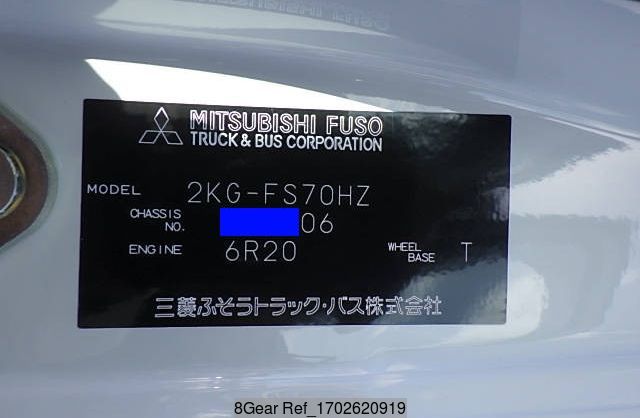 MITSUBISHI FUSO
TRUCK & BUS CORPORATION
MODEL 2KG-FS70HZ
CHASSIS NO. 06
ENGINE 6R20 WHEEL BASE T
三菱ふそうトラック・バス株式会社
8Gear Ref_1702620919